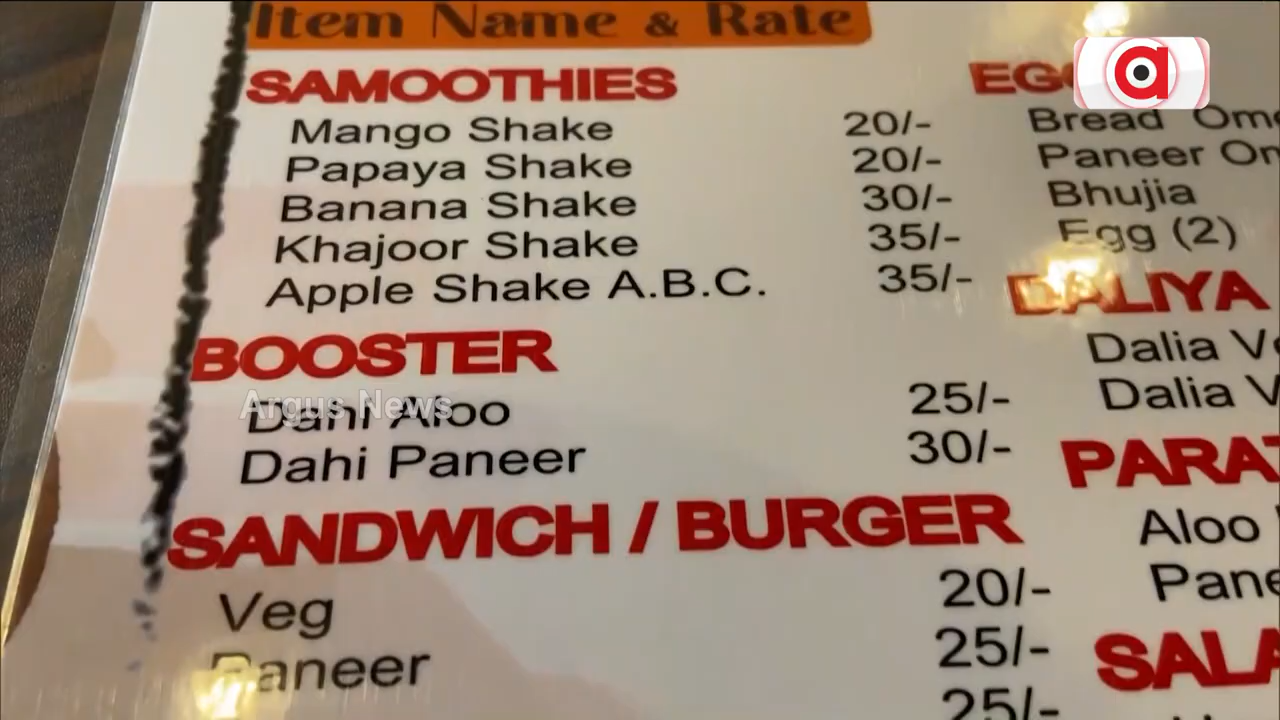 Item Name & Rate
SAMOOTHIES
Mango Shake 20/-
Papaya Shake 20/-
Banana Shake 30/-
Khajoor Shake 35/-
Apple Shake A.B.C. 35/-
BOOSTER
Dahi Aloo 25/-
Dahi Paneer 30/-
SANDWICH / BURGER
Veg 20/-
Paneer 25/-
25/-
Bread
Paneer
Bhujia
Egg (2)
DALIYA
Dalia
Dalia
Aloo
a
Argus News